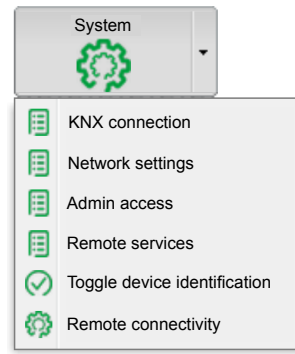 System
KNX connection
Network settings
Admin access
Remote services
Toggle device identification
Remote connectivity